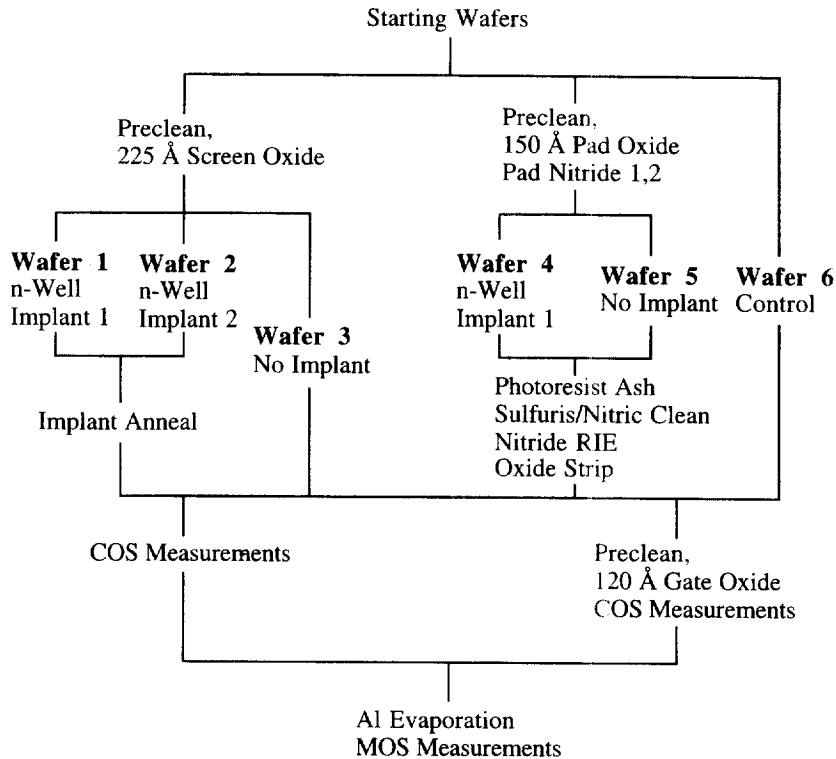 Starting Wafers
Preclean,
225 Å Screen Oxide
Preclean,
150 Å Pad Oxide
Pad Nitride 1,2
Wafer 1
n-Well
Implant 1
Wafer 2
n-Well
Implant 2
Wafer 3
No Implant
Wafer 4
n-Well
Implant 1
Wafer 5
No Implant
Wafer 6
Control
Implant Anneal
Photoresist Ash
Sulfuris/Nitric Clean
Nitride RIE
Oxide Strip
COS Measurements
Preclean,
120 Å Gate Oxide
COS Measurements
Al Evaporation
MOS Measurements